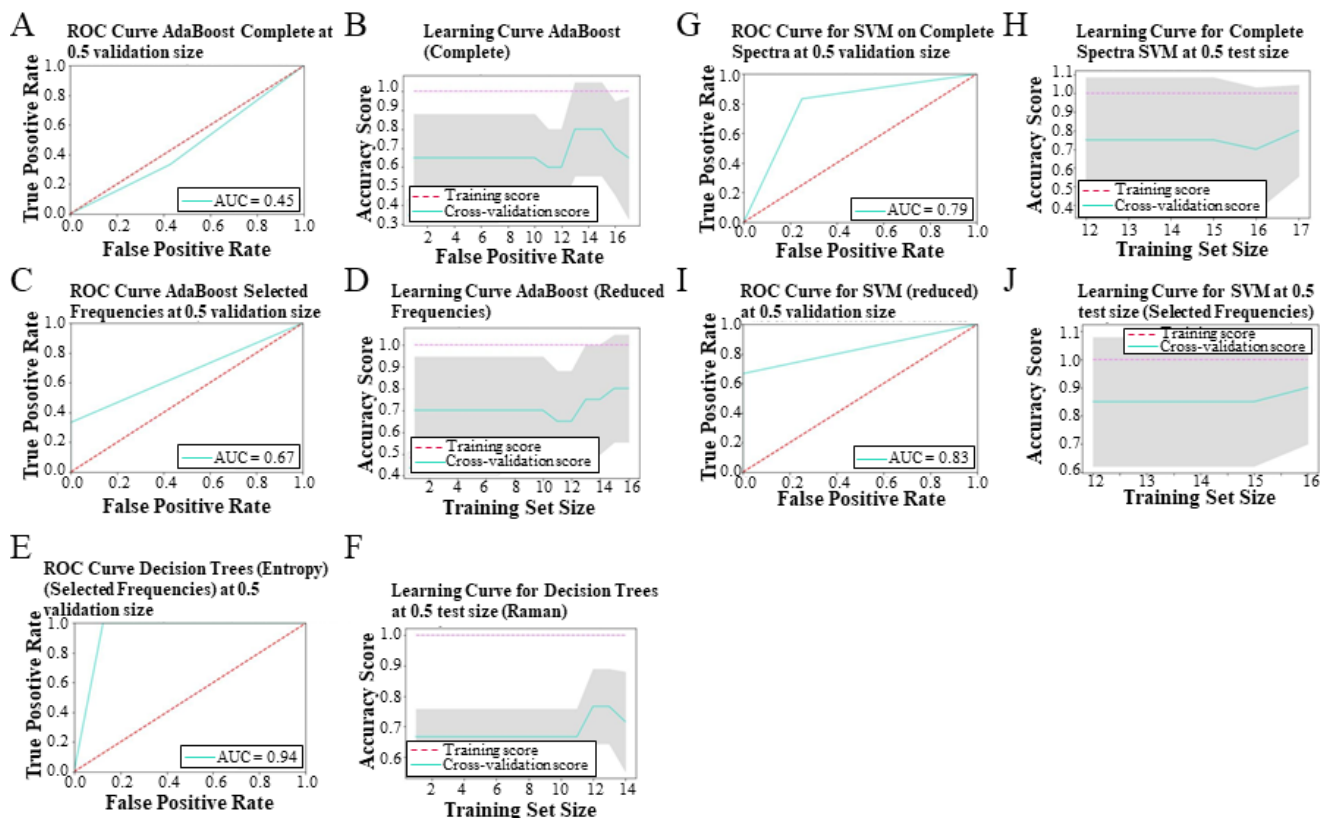 A
ROC Curve AdaBoost Complete at
0.5 validation size
True Posotive Rate
1.0
0.8
0.6
0.4
0.2
0.0
AUC = 0.45
0.0 0.2 0.4 0.6 0.8 1.0
False Positive Rate
B
Learning Curve AdaBoost
(Complete)
Accuracy Score
1.0
0.9
0.8
0.7
0.6
0.5
0.4
0.3
Training score
Cross-validation score
2 4 6 8 10 12 14 16
False Positive Rate
G
ROC Curve for SVM on Complete
Spectra at 0.5 validation size
True Posotive Rate
1.0
0.8
0.6
0.4
0.2
0.0
AUC = 0.79
0.0 0.2 0.4 0.6 0.8 1.0
False Positive Rate
H
Learning Curve for Complete
Spectra SVM at 0.5 test size
Accuracy Score
1.1
1.0
0.9
0.8
0.7
0.6
0.5
0.4
Training score
Cross-validation score
12 13 14 15 16 17
Training Set Size
C
ROC Curve AdaBoost Selected
Frequencies at 0.5 validation size
True Posotive Rate
1.0
0.8
0.6
0.4
0.2
0.0
AUC = 0.67
0.0 0.2 0.4 0.6 0.8 1.0
False Positive Rate
D
Learning Curve AdaBoost (Reduced
Frequencies)
Accuracy Score
1.0
0.9
0.8
0.7
0.6
0.5
0.4
Training score
Cross-validation score
2 4 6 8 10 12 14 16
Training Set Size
I
ROC Curve for SVM (reduced)
at 0.5 validation size
True Posotive Rate
1.0
0.8
0.6
0.4
0.2
0.0
AUC = 0.83
0.0 0.2 0.4 0.6 0.8 1.0
False Positive Rate
J
Learning Curve for SVM at 0.5
test size (Selected Frequencies)
Accuracy Score
1.1
1.0
0.9
0.8
0.7
0.6
Training score
Cross-validation score
12 13 14 15 16
Training Set Size
E
ROC Curve Decision Trees (Entropy)
(Selected Frequencies) at 0.5
validation size
True Posotive Rate
1.0
0.8
0.6
0.4
0.2
0.0
AUC = 0.94
0.0 0.2 0.4 0.6 0.8 1.0
False Positive Rate
F
Learning Curve for Decision Trees
at 0.5 test size (Raman)
Accuracy Score
1.0
0.9
0.8
0.7
0.6
Training score
Cross-validation score
2 4 6 8 10 12 14
Training Set Size